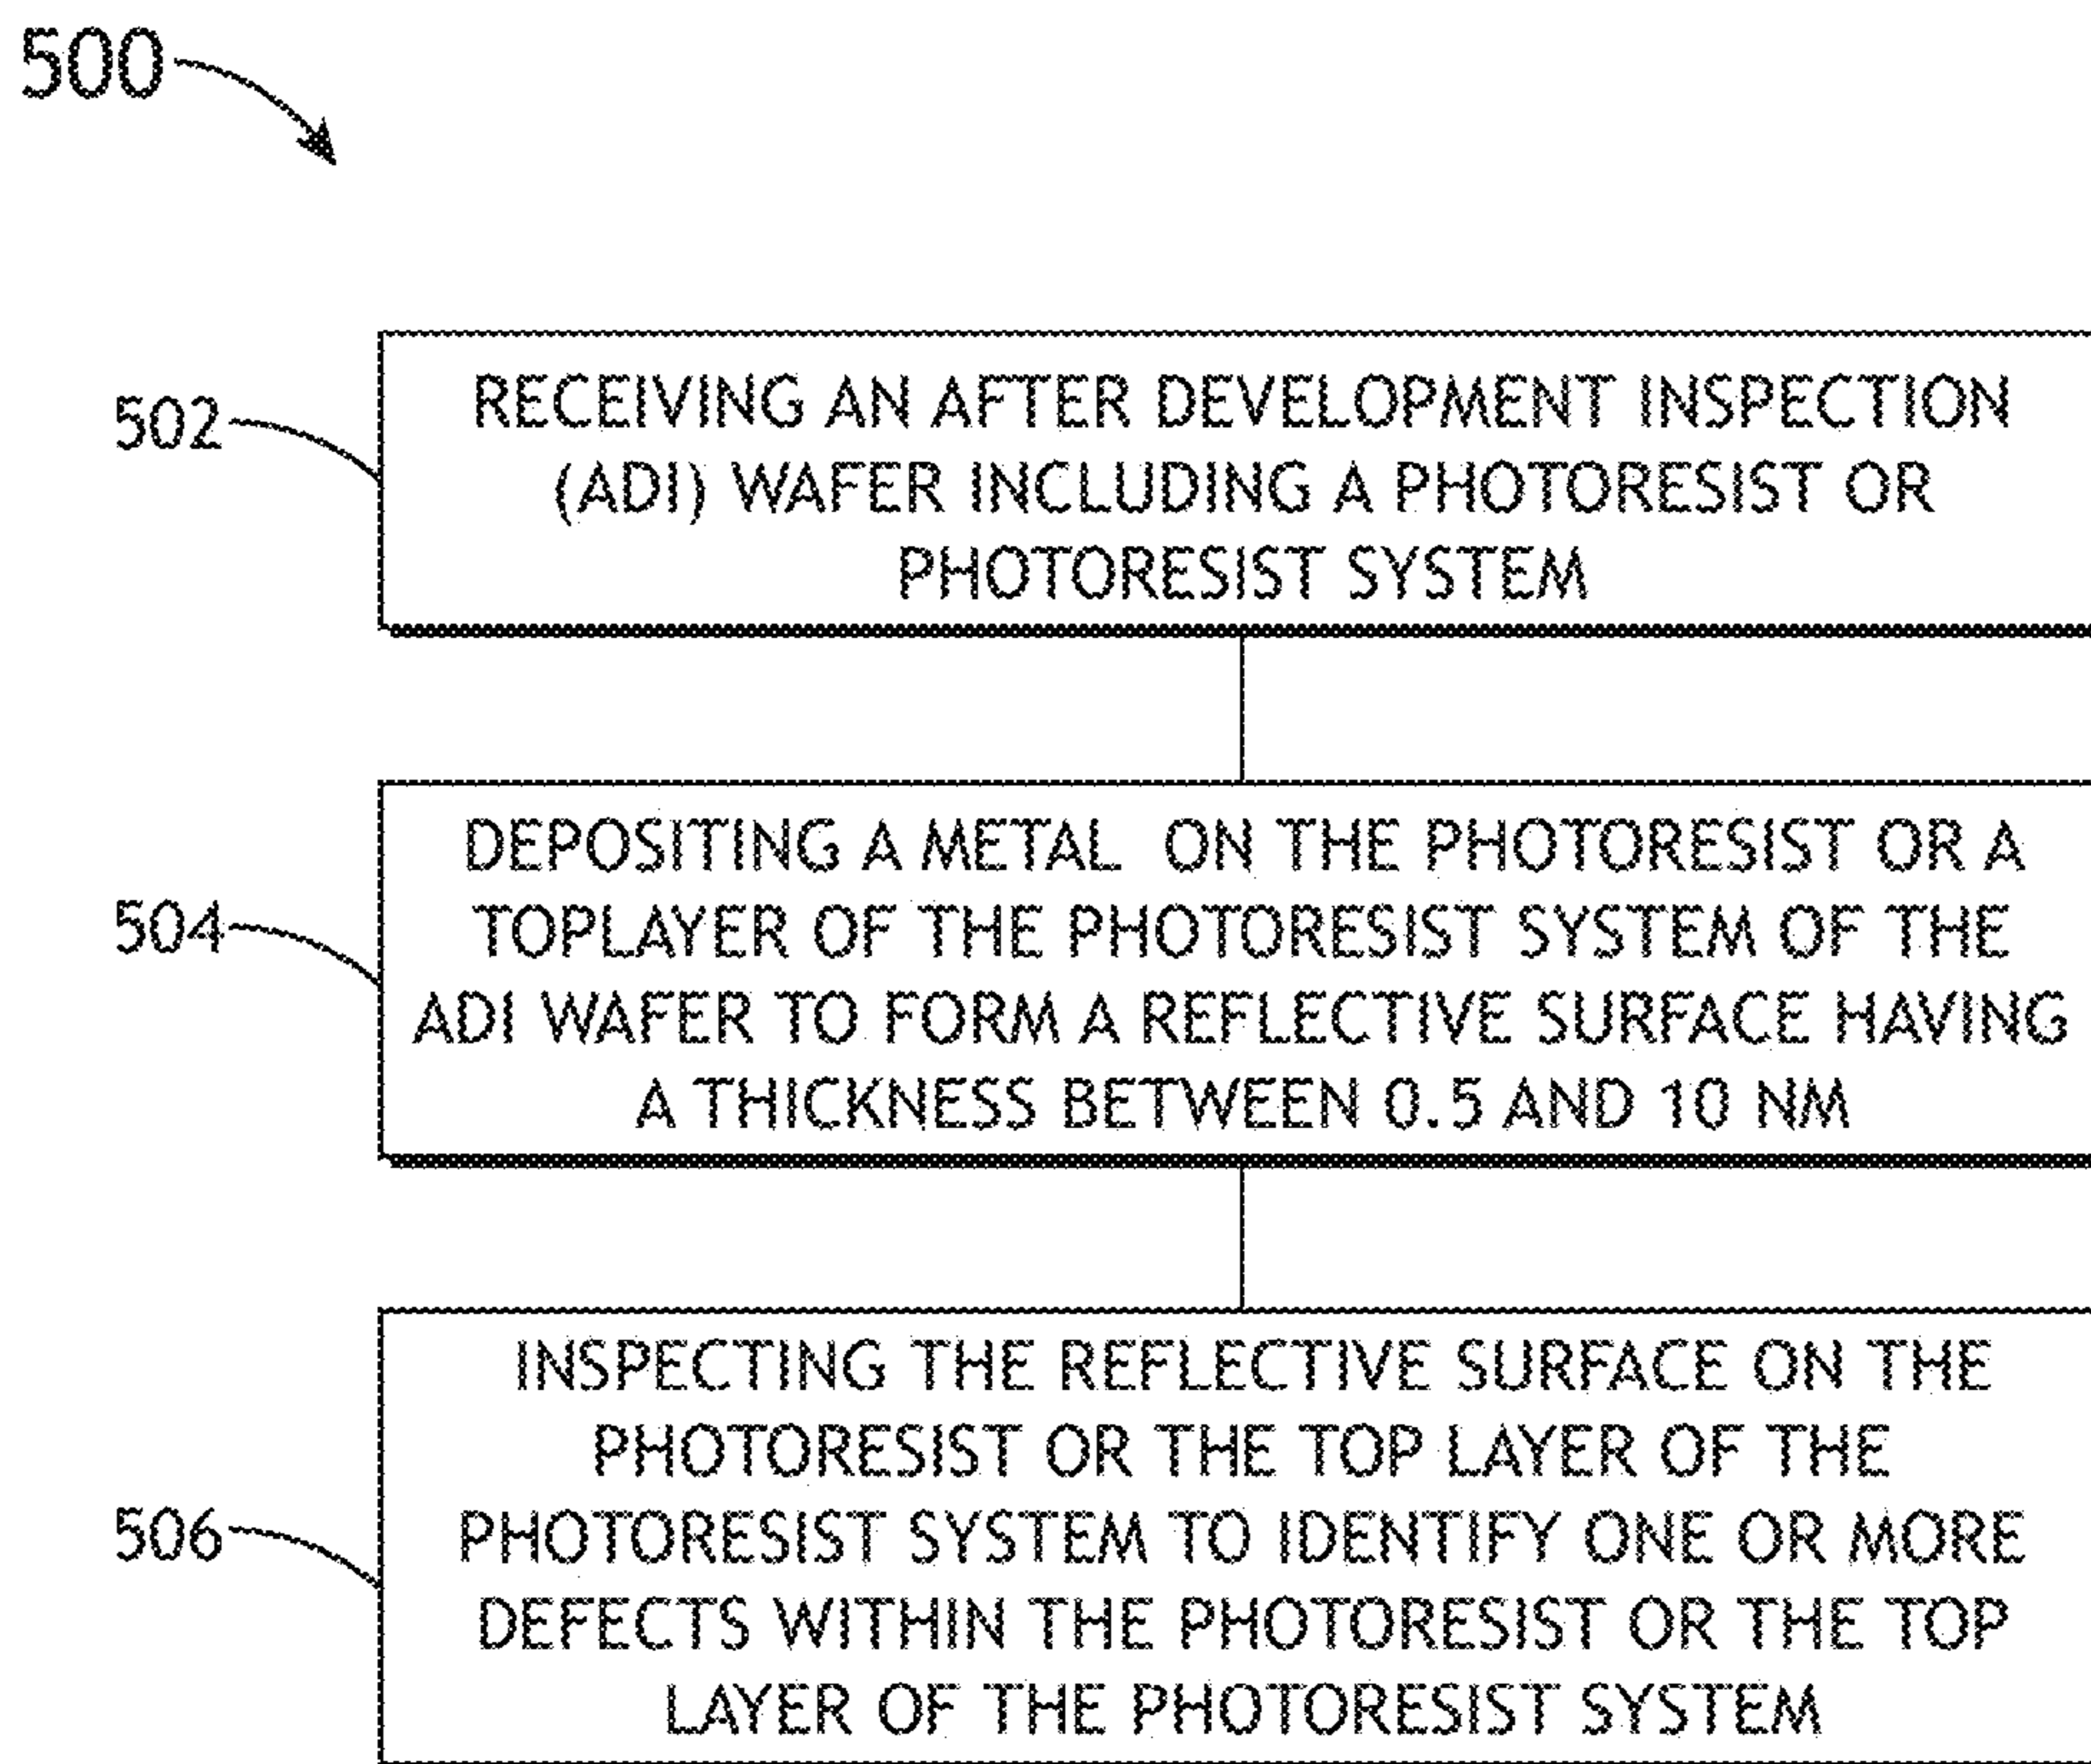 500
502
RECEIVING AN AFTER DEVELOPMENT INSPECTION
(ADI) WAFER INCLUDING A PHOTORESIST OR
PHOTORESIST SYSTEM
504
DEPOSITING A METAL ON THE PHOTORESIST OR A
TOPLAYER OF THE PHOTORESIST SYSTEM OF THE
ADI WAFER TO FORM A REFLECTIVE SURFACE HAVING
A THICKNESS BETWEEN 0.5 AND 10 NM
506
INSPECTING THE REFLECTIVE SURFACE ON THE
PHOTORESIST OR THE TOP LAYER OF THE
PHOTORESIST SYSTEM TO IDENTIFY ONE OR MORE
DEFECTS WITHIN THE PHOTORESIST OR THE TOP
LAYER OF THE PHOTORESIST SYSTEM